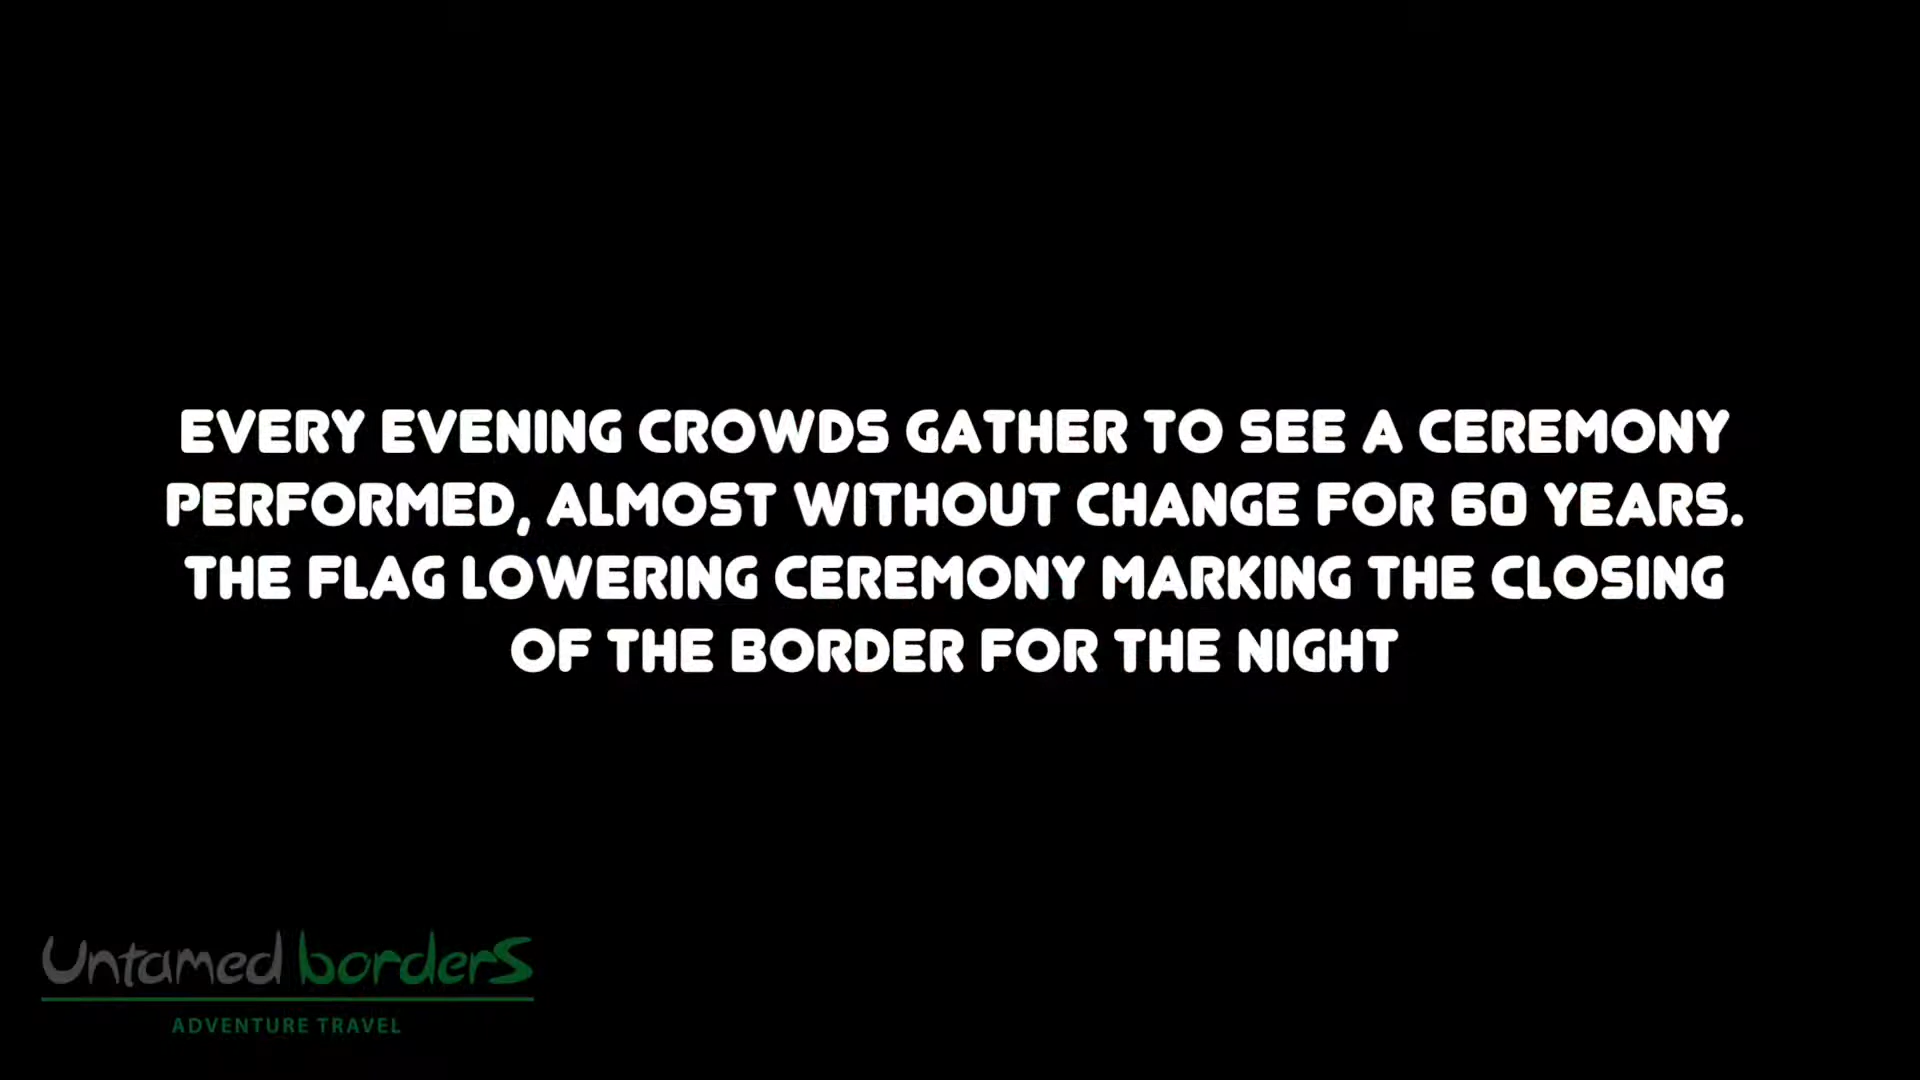 EVERY EVENING CROWDS GATHER TO SEE A CEREMONY
PERFORMED, ALMOST WITHOUT CHANGE FOR 60 YEARS.
THE FLAG LOWERING CEREMONY MARKING THE CLOSING
OF THE BORDER FOR THE NIGHT
Untamed borders
ADVENTURE TRAVEL